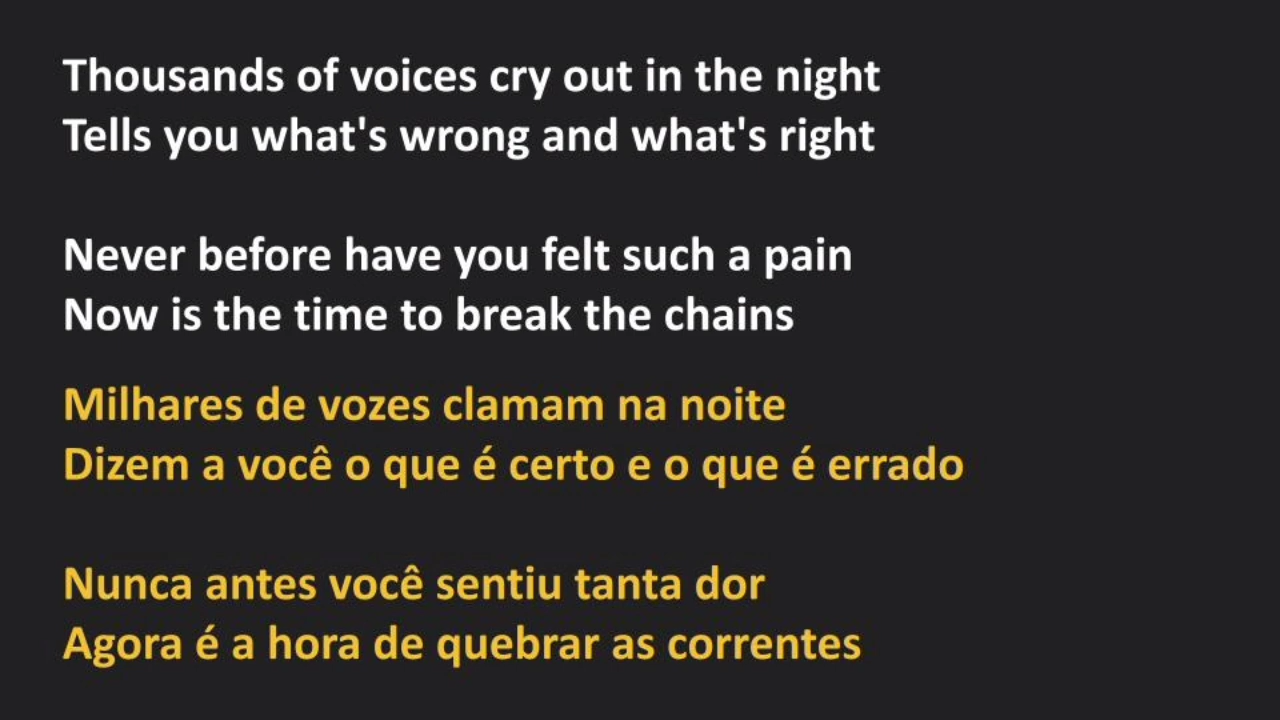 Thousands of voices cry out in the night
Tells you what's wrong and what's right
Never before have you felt such a pain
Now is the time to break the chains
Milhares de vozes clamam na noite
Dizem a você o que é certo e o que é errado
Nunca antes você sentiu tanta dor
Agora é a hora de quebrar as correntes